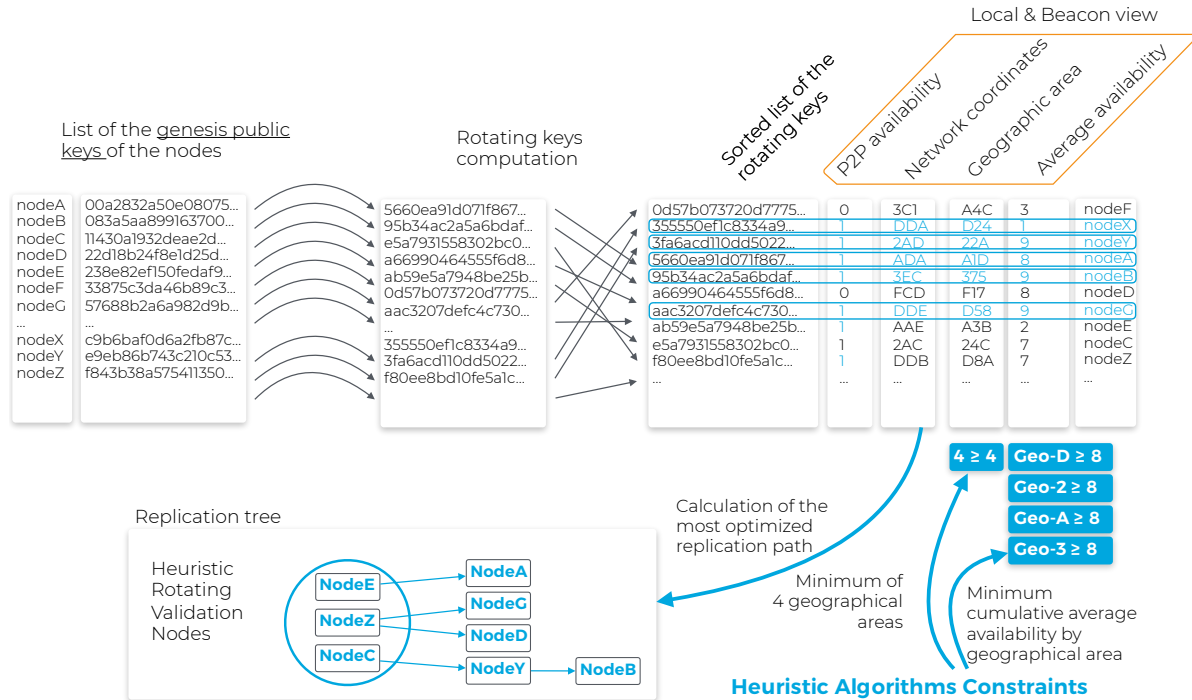 Local & Beacon view
List of the genesis public
keys of the nodes
Rotating keys
computation
Sorted list of the
rotating keys
P2P availability
Network coordinates
Geographic area
Average availability
nodeA 00a2832a50e08075...
nodeB 083a5aa899163700...
nodeC 11430a1932deae2d...
nodeD 22d18b24f8e1d25d...
nodeE 238e82ef150fedaf9...
nodeF 33875c3da46b89c3...
nodeG 57688b2a6a982d9b...
... ...
nodeX c9b6baf0d6a2fb87c...
nodeY e9eb86b743c210c53...
nodeZ f843b38a575411350...
5660ea91d071f867...
95b34ac2a5a6bdaf...
e5a7931558302bc0...
a66990464555f6d8...
ab59e5a7948be25b...
0d57b073720d7775...
aac3207defc4c730...
...
355550ef1c8334a9...
3fa6acd110dd5022...
f80ee8bd10fe5a1c...
0d57b073720d7775... 0 3C1 A4C 3 nodeF
355550ef1c8334a9... 1 DDA D24 1 nodeX
3fa6acd110dd5022... 1 2AD 22A 9 nodeY
5660ea91d071f867... 1 ADA A1D 8 nodeA
95b34ac2a5a6bdaf... 1 3EC 375 9 nodeB
a66990464555f6d8... 0 FCD F17 8 nodeD
aac3207defc4c730... 1 DDE D58 9 nodeG
ab59e5a7948be25b... 1 AAE A3B 2 nodeE
e5a7931558302bc0... 1 2AC 24C 7 nodeC
f80ee8bd10fe5a1c... 1 DDB D8A 7 nodeZ
... ... ... ... ... ...
4 ≥ 4 Geo-D ≥ 8
Geo-2 ≥ 8
Geo-A ≥ 8
Geo-3 ≥ 8
Calculation of the
most optimized
replication path
Minimum of
4 geographical
areas
Minimum
cumulative average
availability by
geographical area
Heuristic Algorithms Constraints
Replication tree
Heuristic
Rotating
Validation
Nodes
NodeE NodeA
NodeZ NodeG
NodeD
NodeC NodeY NodeB